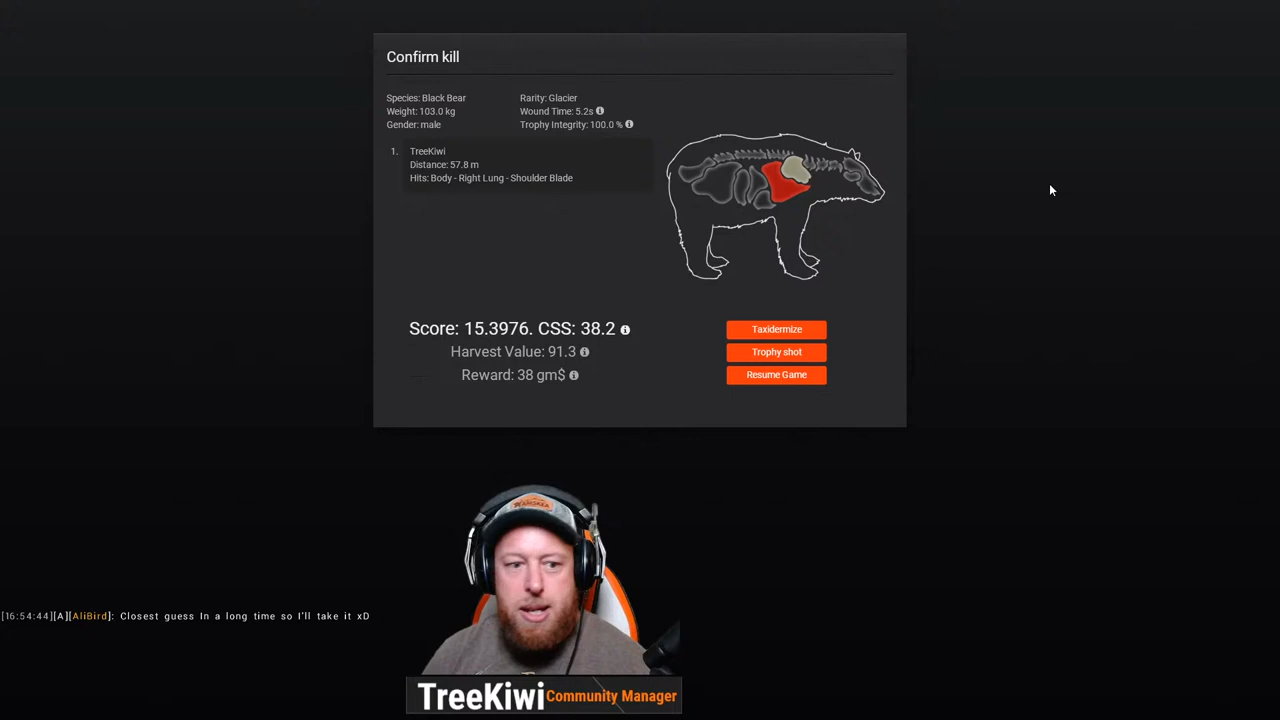 Confirm kill
Species: Black Bear
Weight: 103.0 kg
Gender: male
Rarity: Glacier
Wound Time: 5.2s
Trophy Integrity: 100.0 %
1.
TreeKiwi
Distance: 57.8 m
Hits: Body - Right Lung - Shoulder Blade
Score: 15.3976. CSS: 38.2
Harvest Value: 91.3
Reward: 38 gm$
Taxidermize
Trophy shot
Resume Game
[16:54:44][A][AliBird]: Closest guess In a long time so I'll take it xD
TreeKiwi Community Manager